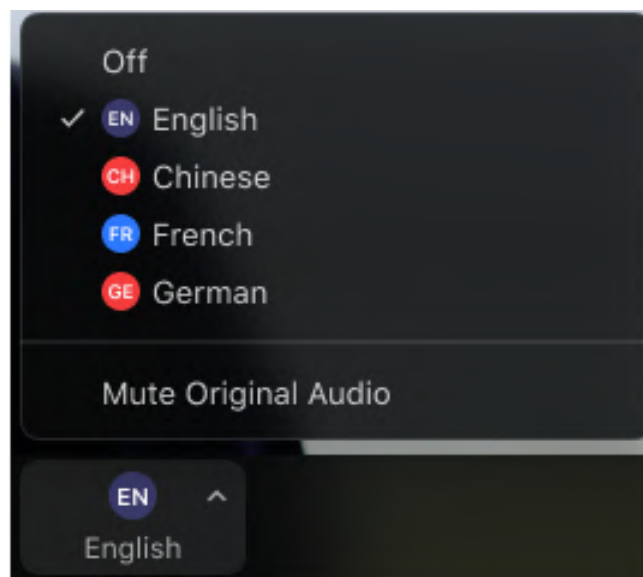 Off
EN English
CH Chinese
FR French
GE German
Mute Original Audio
EN
English